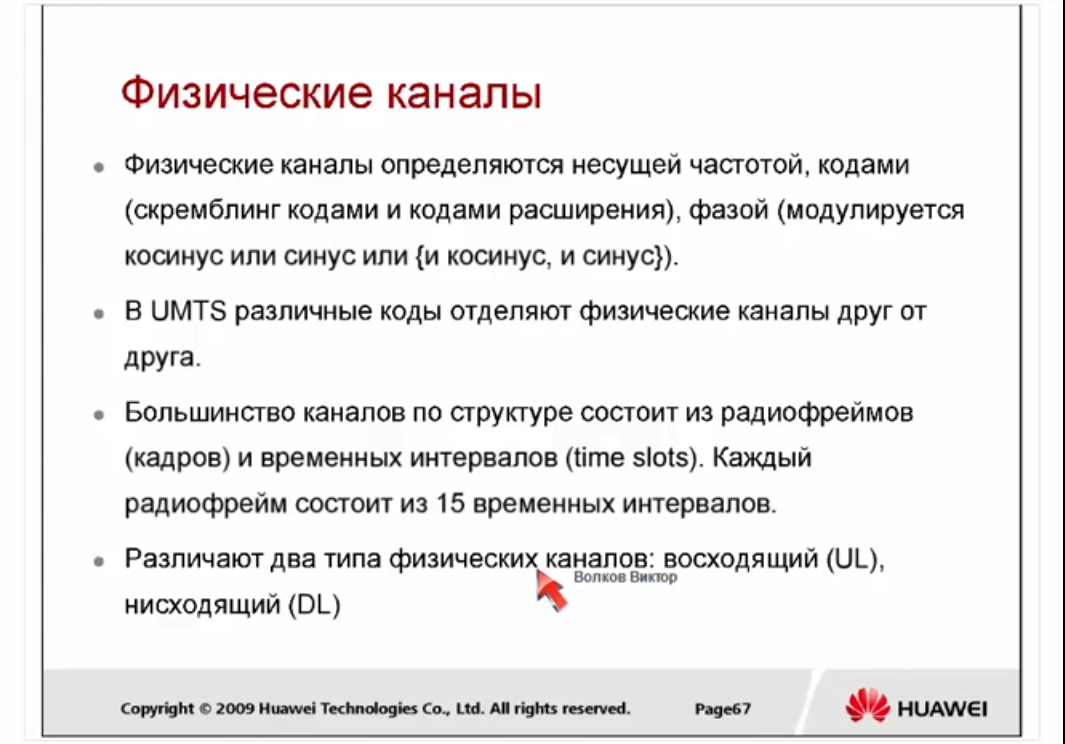 Физические каналы
Физические каналы определяются несущей частотой, кодами
(скремблинг кодами и кодами расширения), фазой (модулируется
косинус или синус или {и косинус, и синус}).
В UMTS различные коды отделяют физические каналы друг от
друга.
Большинство каналов по структуре состоит из радиофреймов
(кадров) и временных интервалов (time slots). Каждый
радиофрейм состоит из 15 временных интервалов.
Различают два типа физических каналов: восходящий (UL),
Волков Виктор
нисходящий (DL)
Copyright © 2009 Huawei Technologies Co., Ltd. All rights reserved.
Page67
HUAWEI